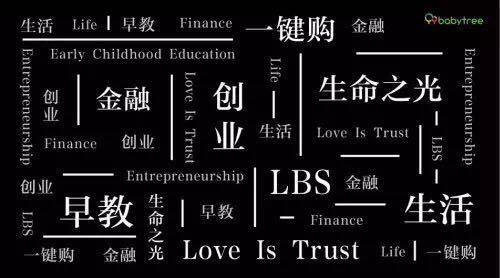 生活 Life 早教 Finance 一键购 金融 babytree
Early Childhood Education
Entrepreneurship
创业
金融
Love Is Trust
创业
Life
生活
生命之光
Entrepreneurship
Finance 创业
Love Is Trust
LBS
Entrepreneurship
LBS 金融
创业
LBS
早教
生命之光
早教
Finance
生活
一键购 金融 Love Is Trust Life 一键购